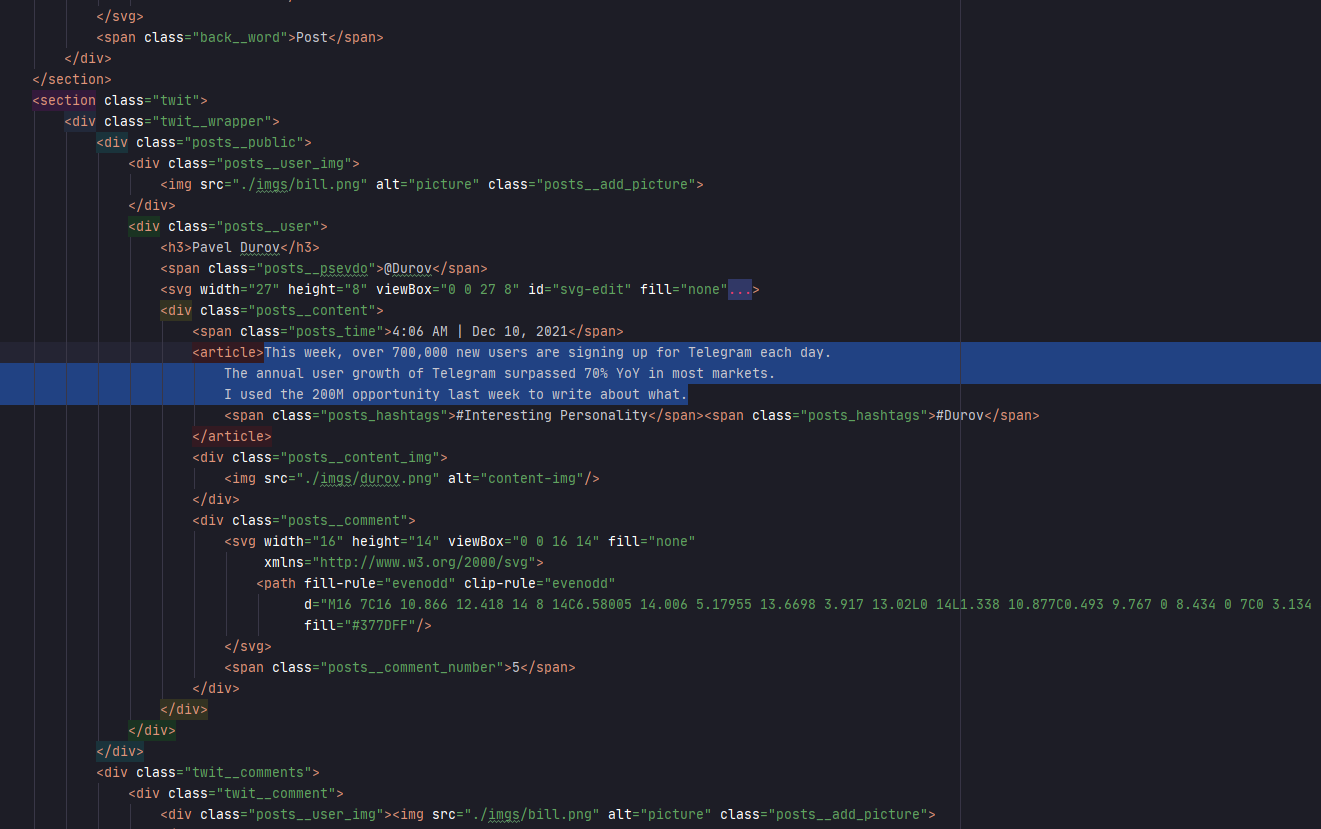 </svg>
<span class="back__word">Post</span>
</div>
</section>
<section class="twit">
<div class="twit__wrapper">
<div class="posts__public">
<div class="posts__user_img">
<img src="./imgs/bill.png" alt="picture" class="posts__add_picture">
</div>
<div class="posts__user">
<h3>Pavel Durov</h3>
<span class="posts__psevdo">@Durov</span>
<svg width="27" height="8" viewBox="0 0 27 8" id="svg-edit" fill="none"...>
<div class="posts__content">
<span class="posts_time">4:06 AM | Dec 10, 2021</span>
<article>This week, over 700,000 new users are signing up for Telegram each day.
The annual user growth of Telegram surpassed 70% YoY in most markets.
I used the 200M opportunity last week to write about what.
<span class="posts_hashtags">#Interesting Personality</span><span class="posts_hashtags">#Durov</span>
</article>
<div class="posts__content_img">
<img src="./imgs/durov.png" alt="content-img"/>
</div>
<div class="posts__comment">
<svg width="16" height="14" viewBox="0 0 16 14" fill="none"
xmlns="http://www.w3.org/2000/svg">
<path fill-rule="evenodd" clip-rule="evenodd"
d="M16 7C16 10.866 12.418 14 8 14C6.58005 14.006 5.17955 13.6698 3.917 13.02L0 14L1.338 10.877C0.493 9.767 0 8.434 0 7C0 3.134
fill="#377DFF"/>
</svg>
<span class="posts__comment_number">5</span>
</div>
</div>
</div>
</div>
<div class="twit__comments">
<div class="twit__comment">
<div class="posts__user_img"><img src="./imgs/bill.png" alt="picture" class="posts__add_picture">